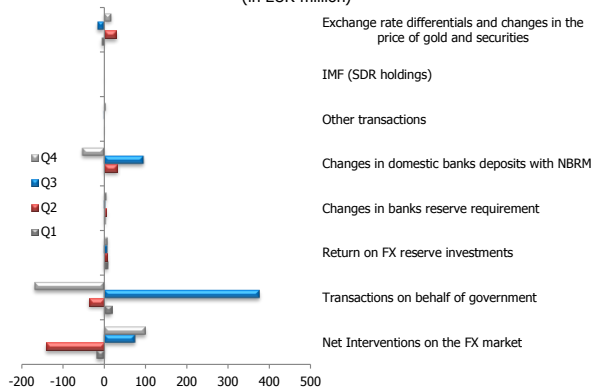 (in EUR million)
Exchange rate differentials and changes in the
price of gold and securities
IMF (SDR holdings)
Other transactions
Changes in domestic banks deposits with NBRM
Changes in banks reserve requirement
Return on FX reserve investments
Transactions on behalf of government
Net Interventions on the FX market
Q4
Q3
Q2
Q1
-200 -100 0 100 200 300 400 500